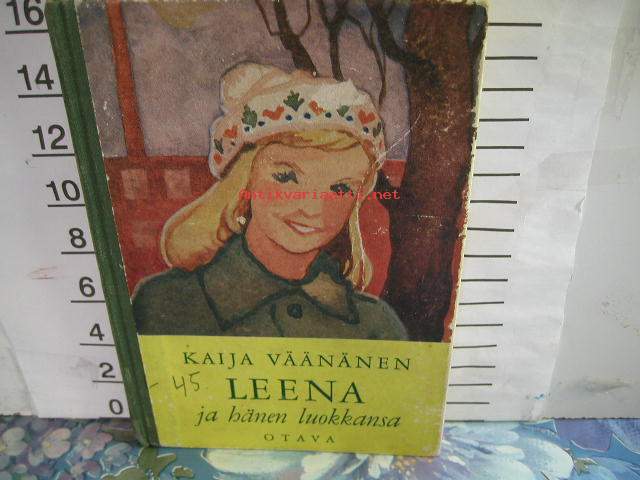 16
14
12
10
8
6
4
2
0
antikvariaatti.net
KAIJA VÄÄNÄNEN
- 45.
LEENA
ja hänen luokkansa
OTAVA